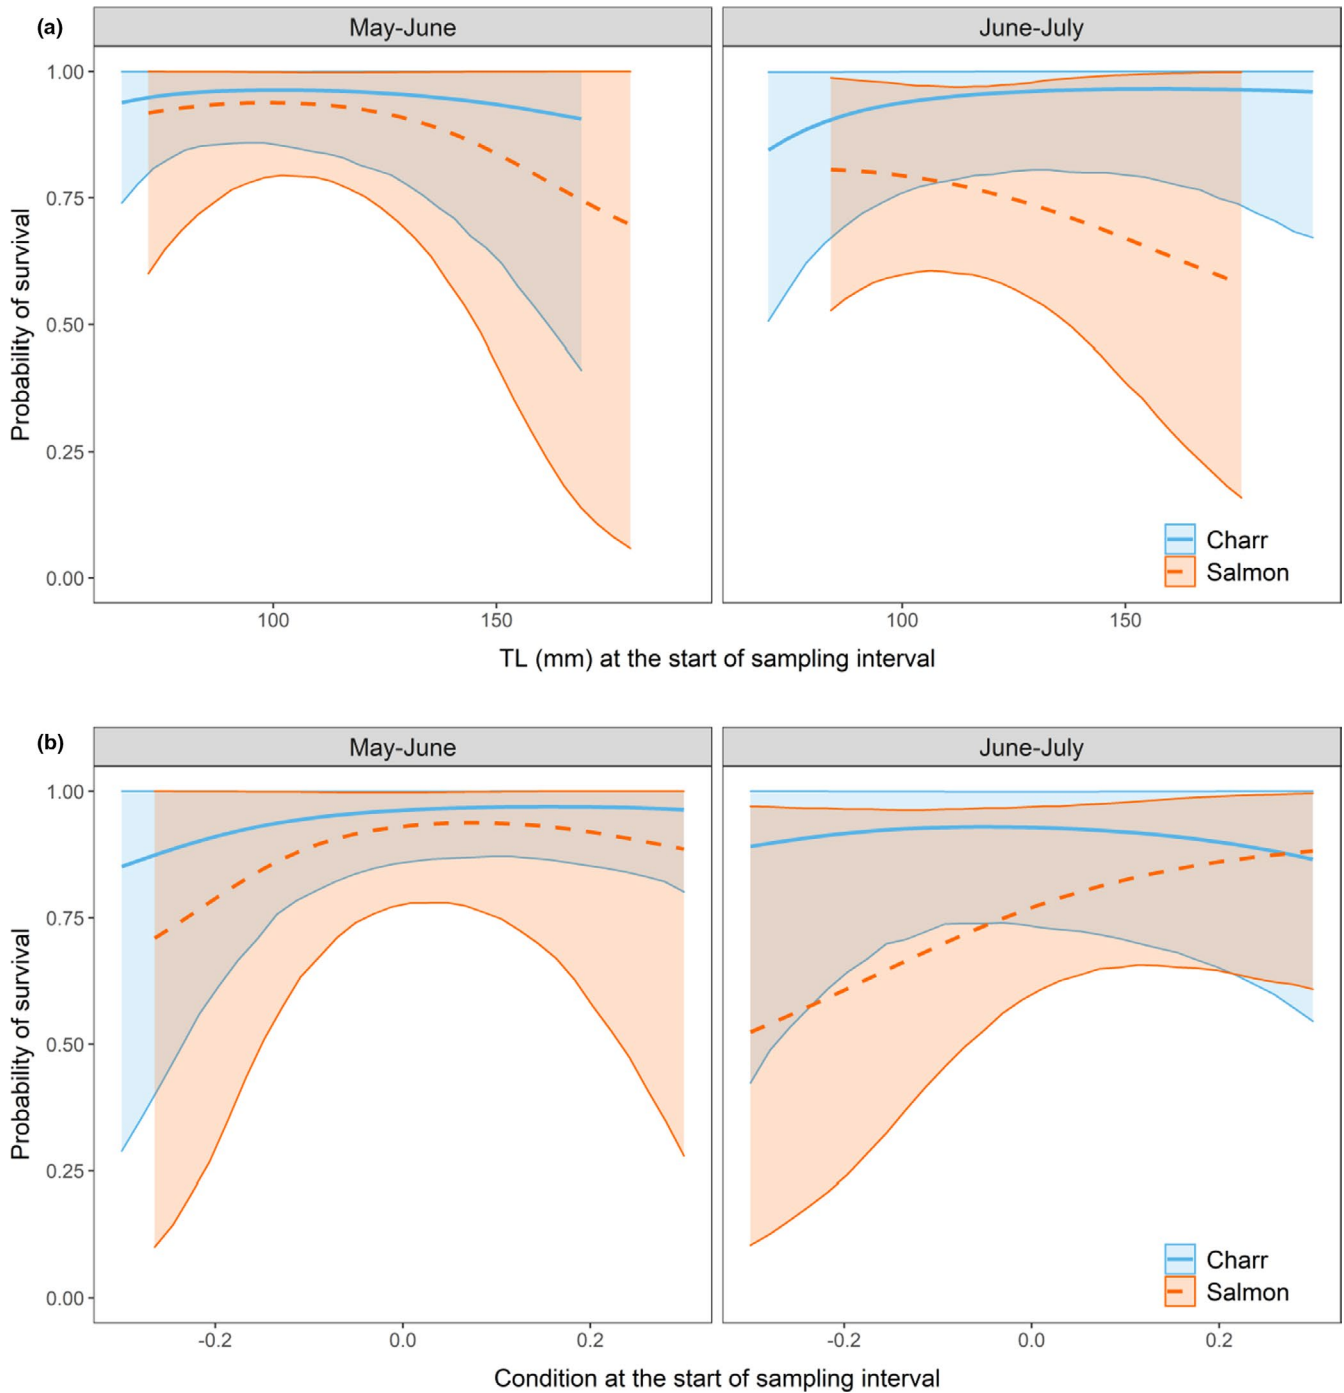 (a)
May-June
June-July
Probability of survival
1.00
0.75
0.50
0.25
0.00
100
150
100
150
Charr
Salmon
TL (mm) at the start of sampling interval
(b)
May-June
June-July
Probability of survival
1.00
0.75
0.50
0.25
0.00
-0.2
0.0
0.2
-0.2
0.0
0.2
Charr
Salmon
Condition at the start of sampling interval